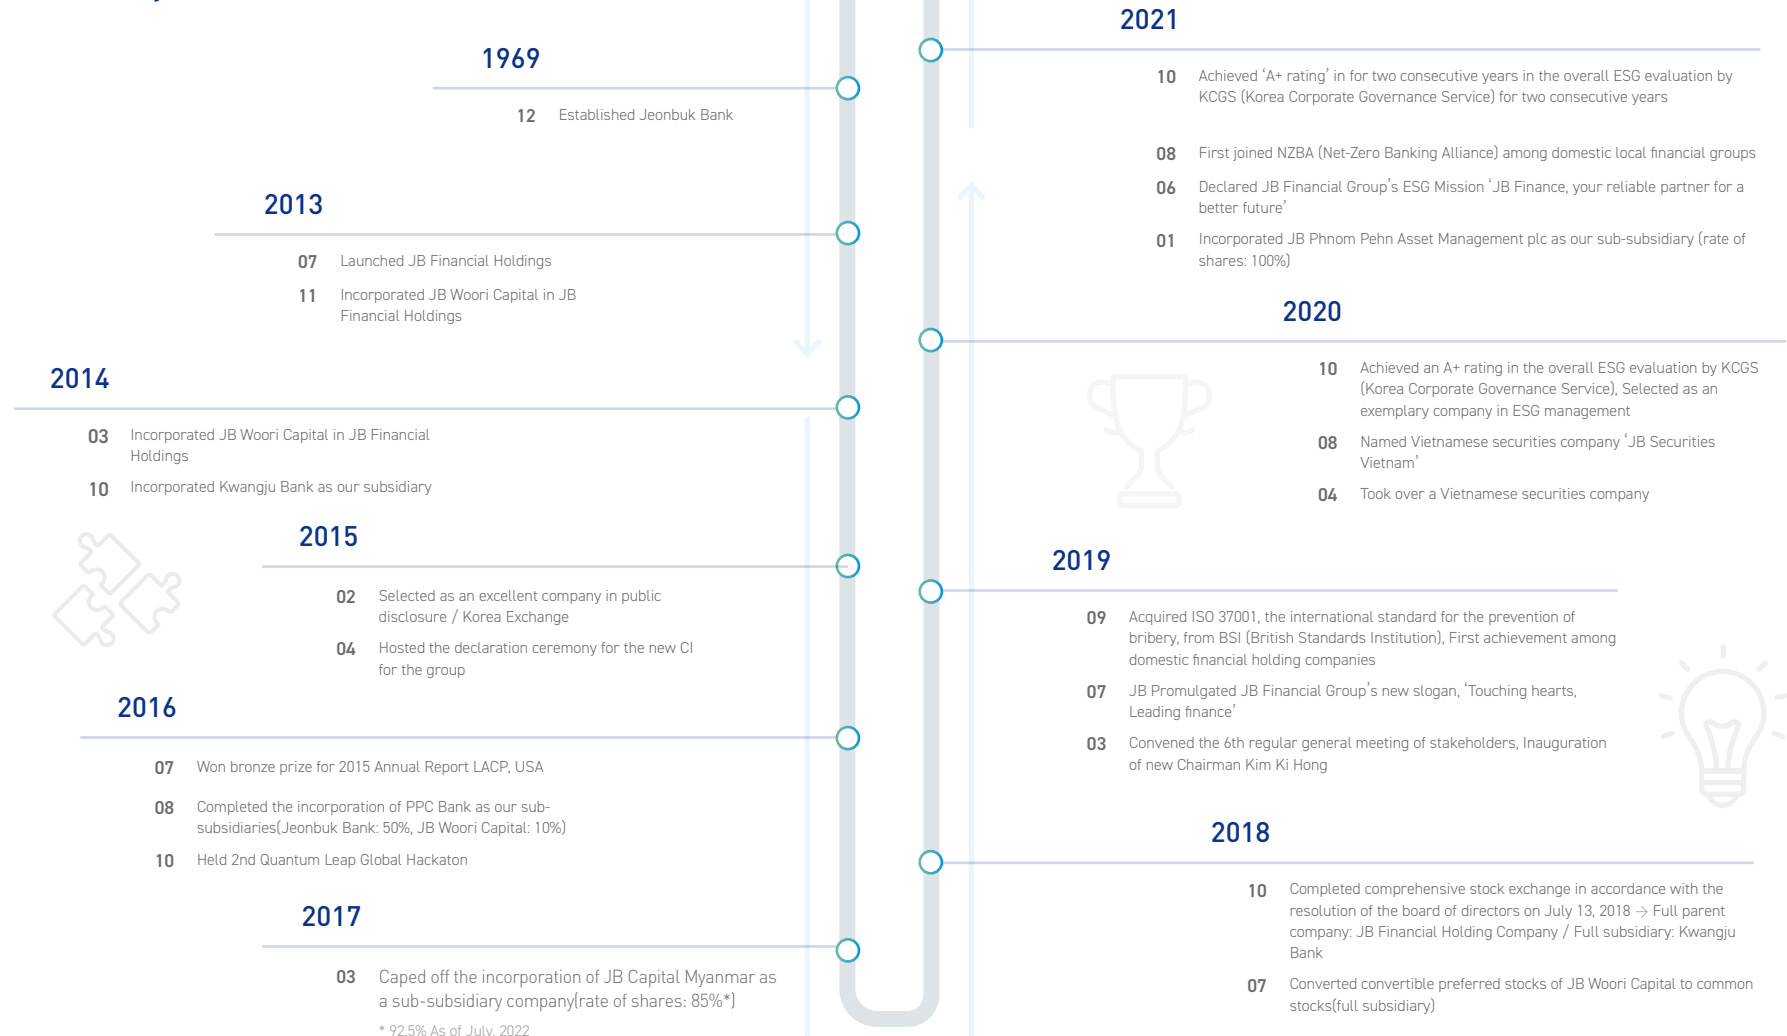 1969
12 Established Jeonbuk Bank
2013
07 Launched JB Financial Holdings
11 Incorporated JB Woori Capital in JB
Financial Holdings
2014
03 Incorporated JB Woori Capital in JB Financial
Holdings
10 Incorporated Kwangju Bank as our subsidiary
2015
02 Selected as an excellent company in public
disclosure / Korea Exchange
04 Hosted the declaration ceremony for the new CI
for the group
2016
07 Won bronze prize for 2015 Annual Report LACP, USA
08 Completed the incorporation of PPC Bank as our sub-
subsidiaries(Jeonbuk Bank: 50%, JB Woori Capital: 10%)
10 Held 2nd Quantum Leap Global Hackaton
2017
03 Caped off the incorporation of JB Capital Myanmar as
a sub-subsidiary company(rate of shares: 85%*)
* 92.5% As of July, 2022
2021
10 Achieved ‘A+ rating’ in for two consecutive years in the overall ESG evaluation by
KCGS (Korea Corporate Governance Service) for two consecutive years
08 First joined NZBA (Net-Zero Banking Alliance) among domestic local financial groups
06 Declared JB Financial Group’s ESG Mission ‘JB Finance, your reliable partner for a
better future’
01 Incorporated JB Phnom Pehn Asset Management plc as our sub-subsidiary (rate of
shares: 100%)
2020
10 Achieved an A+ rating in the overall ESG evaluation by KCGS
(Korea Corporate Governance Service), Selected as an
exemplary company in ESG management
08 Named Vietnamese securities company ‘JB Securities
Vietnam’
04 Took over a Vietnamese securities company
2019
09 Acquired ISO 37001, the international standard for the prevention of
bribery, from BSI (British Standards Institution), First achievement among
domestic financial holding companies
07 JB Promulgated JB Financial Group’s new slogan, ‘Touching hearts,
Leading finance’
03 Convened the 6th regular general meeting of stakeholders, Inauguration
of new Chairman Kim Ki Hong
2018
10 Completed comprehensive stock exchange in accordance with the
resolution of the board of directors on July 13, 2018 → Full parent
company: JB Financial Holding Company / Full subsidiary: Kwangju
Bank
07 Converted convertible preferred stocks of JB Woori Capital to common
stocks(full subsidiary)